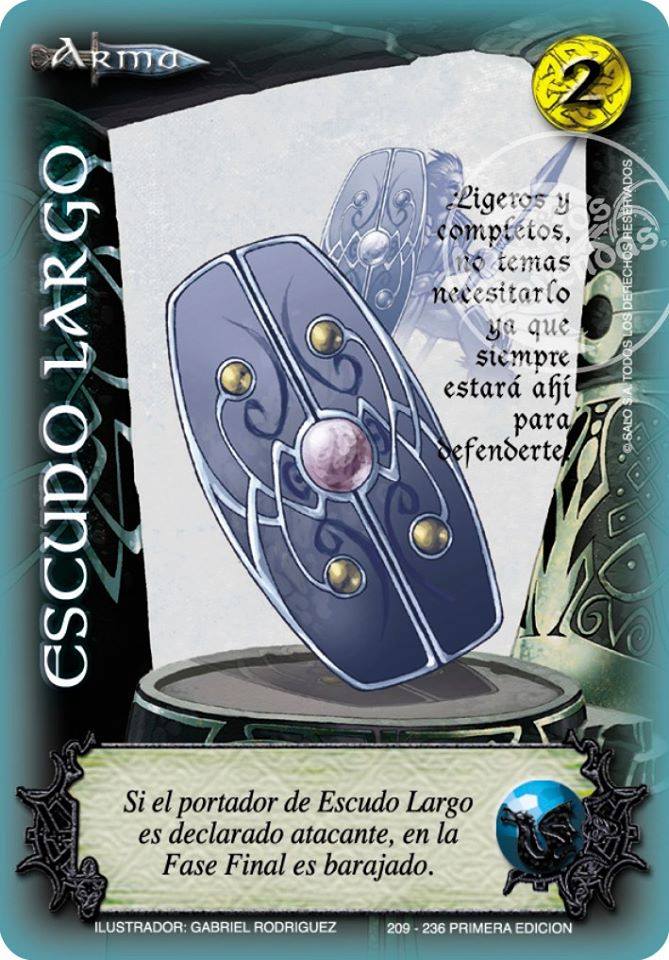 Arma
2
ESCUDO LARGO
Ligeros y
completos,
no temas
necesitarlo
ya que
siempre
estará ahí
para
defenderte.
© SALO S.A. TODOS LOS DERECHOS RESERVADOS
Si el portador de Escudo Largo
es declarado atacante, en la
Fase Final es barajado.
ILUSTRADOR: GABRIEL RODRIGUEZ 209 - 236 PRIMERA EDICION